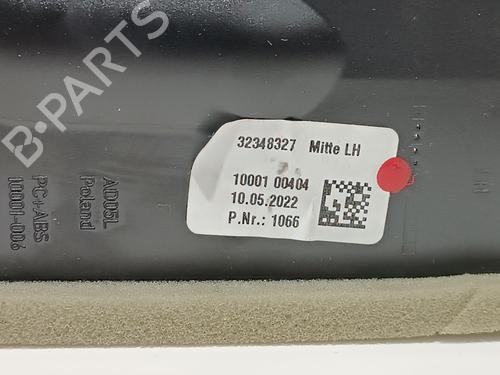 B-PARTS
32348327 Mitte LH
10001 00404
10.05.2022
P.Nr.: 1066
AD05L
Poland
PC+ABS
10001-006